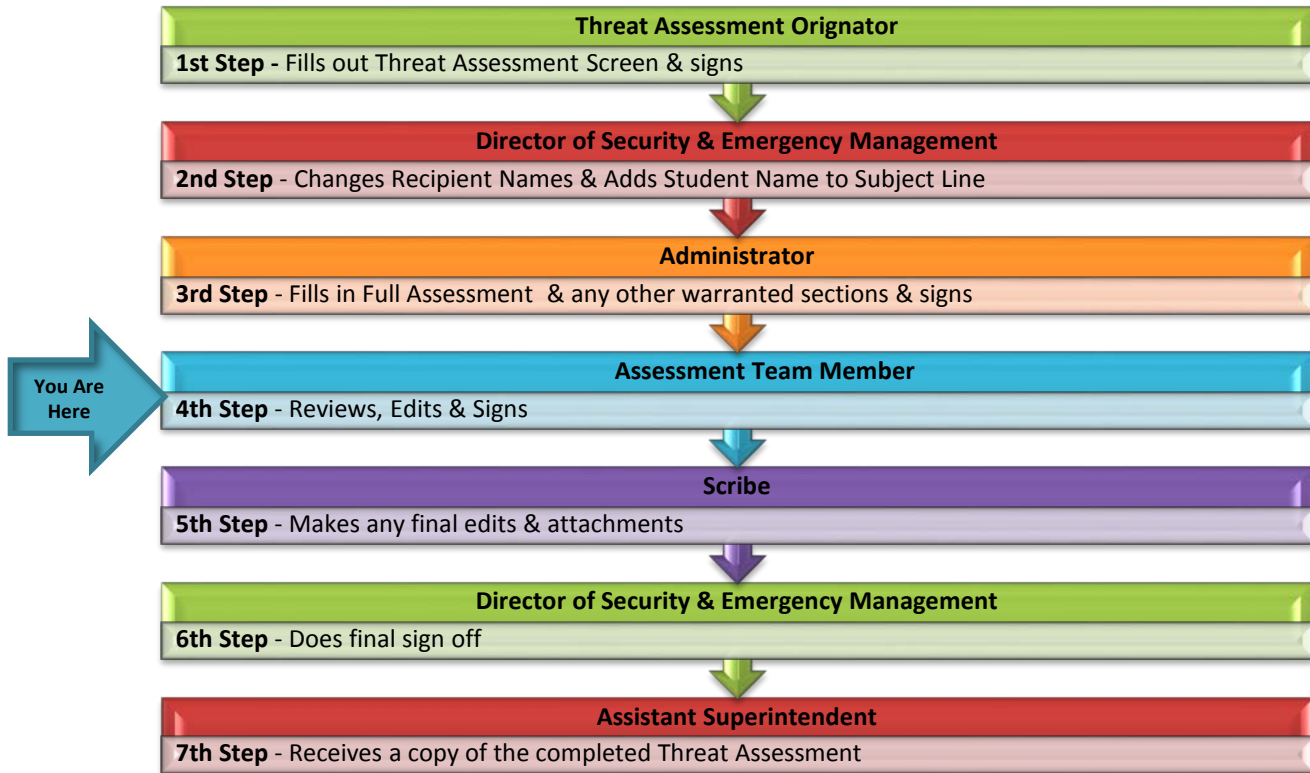 Threat Assessment Orignator
1st Step - Fills out Threat Assessment Screen & signs
Director of Security & Emergency Management
2nd Step - Changes Recipient Names & Adds Student Name to Subject Line
Administrator
3rd Step - Fills in Full Assessment & any other warranted sections & signs
You Are
Here
Assessment Team Member
4th Step - Reviews, Edits & Signs
Scribe
5th Step - Makes any final edits & attachments
Director of Security & Emergency Management
6th Step - Does final sign off
Assistant Superintendent
7th Step - Receives a copy of the completed Threat Assessment